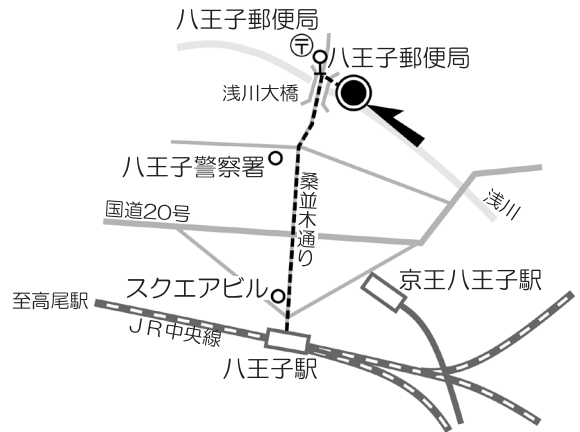 八王子郵便局
〒
八王子郵便局
浅川大橋
八王子警察署
桑並木通り
浅川
国道20号
京王八王子駅
スクエアビル
至高尾駅
JR中央線
八王子駅